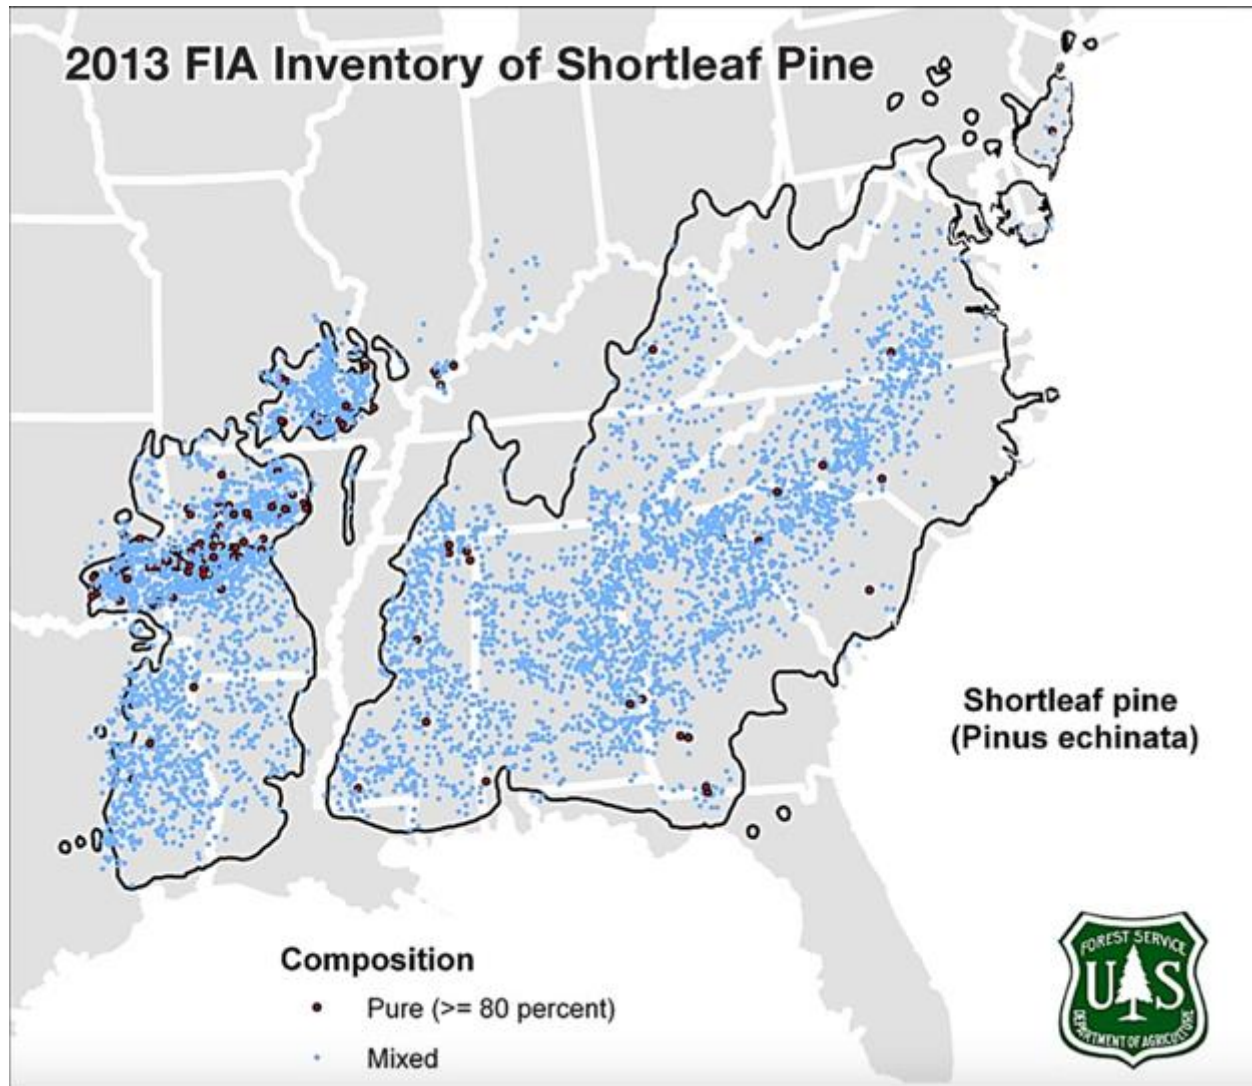 2013 FIA Inventory of Shortleaf Pine
Shortleaf pine
(Pinus echinata)
Composition
Pure (>= 80 percent)
Mixed
FOREST SERVICE
U S
DEPARTMENT OF AGRICULTURE